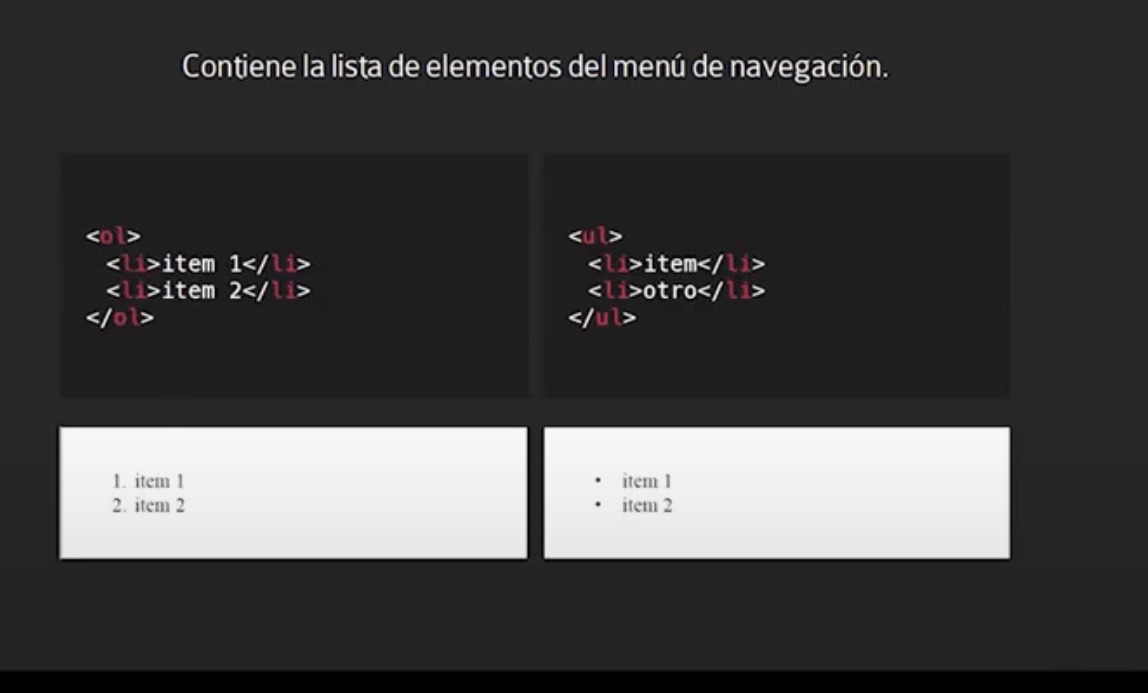 Contiene la lista de elementos del menú de navegación.
<ol>
<li>item 1</li>
<li>item 2</li>
</ol>
<ul>
<li>item</li>
<li>otro</li>
</ul>
1. item 1
2. item 2
• item 1
• item 2